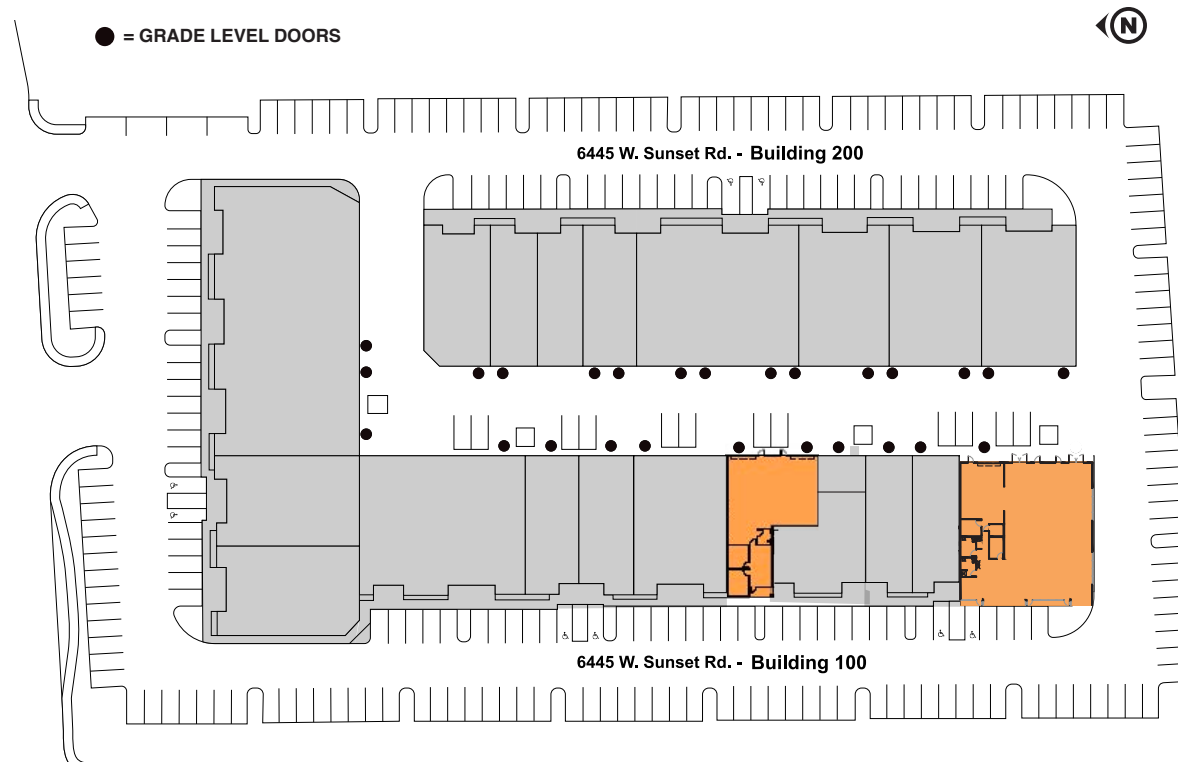 = GRADE LEVEL DOORS
N
6445 W. Sunset Rd. - Building 200
6445 W. Sunset Rd. - Building 100